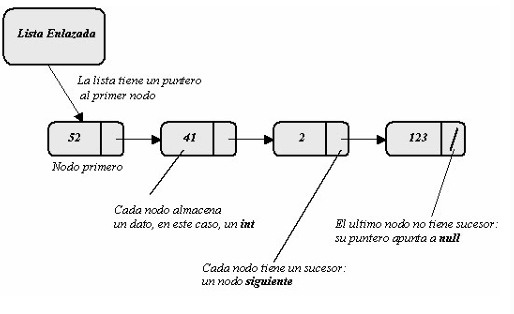 Lista Enlazada
La lista tiene un puntero
al primer nodo
52
41
2
123
Nodo primero
Cada nodo almacena
un dato, en este caso, un int
El ultimo nodo no tiene sucesor:
su puntero apunta a null
Cada nodo tiene un sucesor:
un nodo siguiente